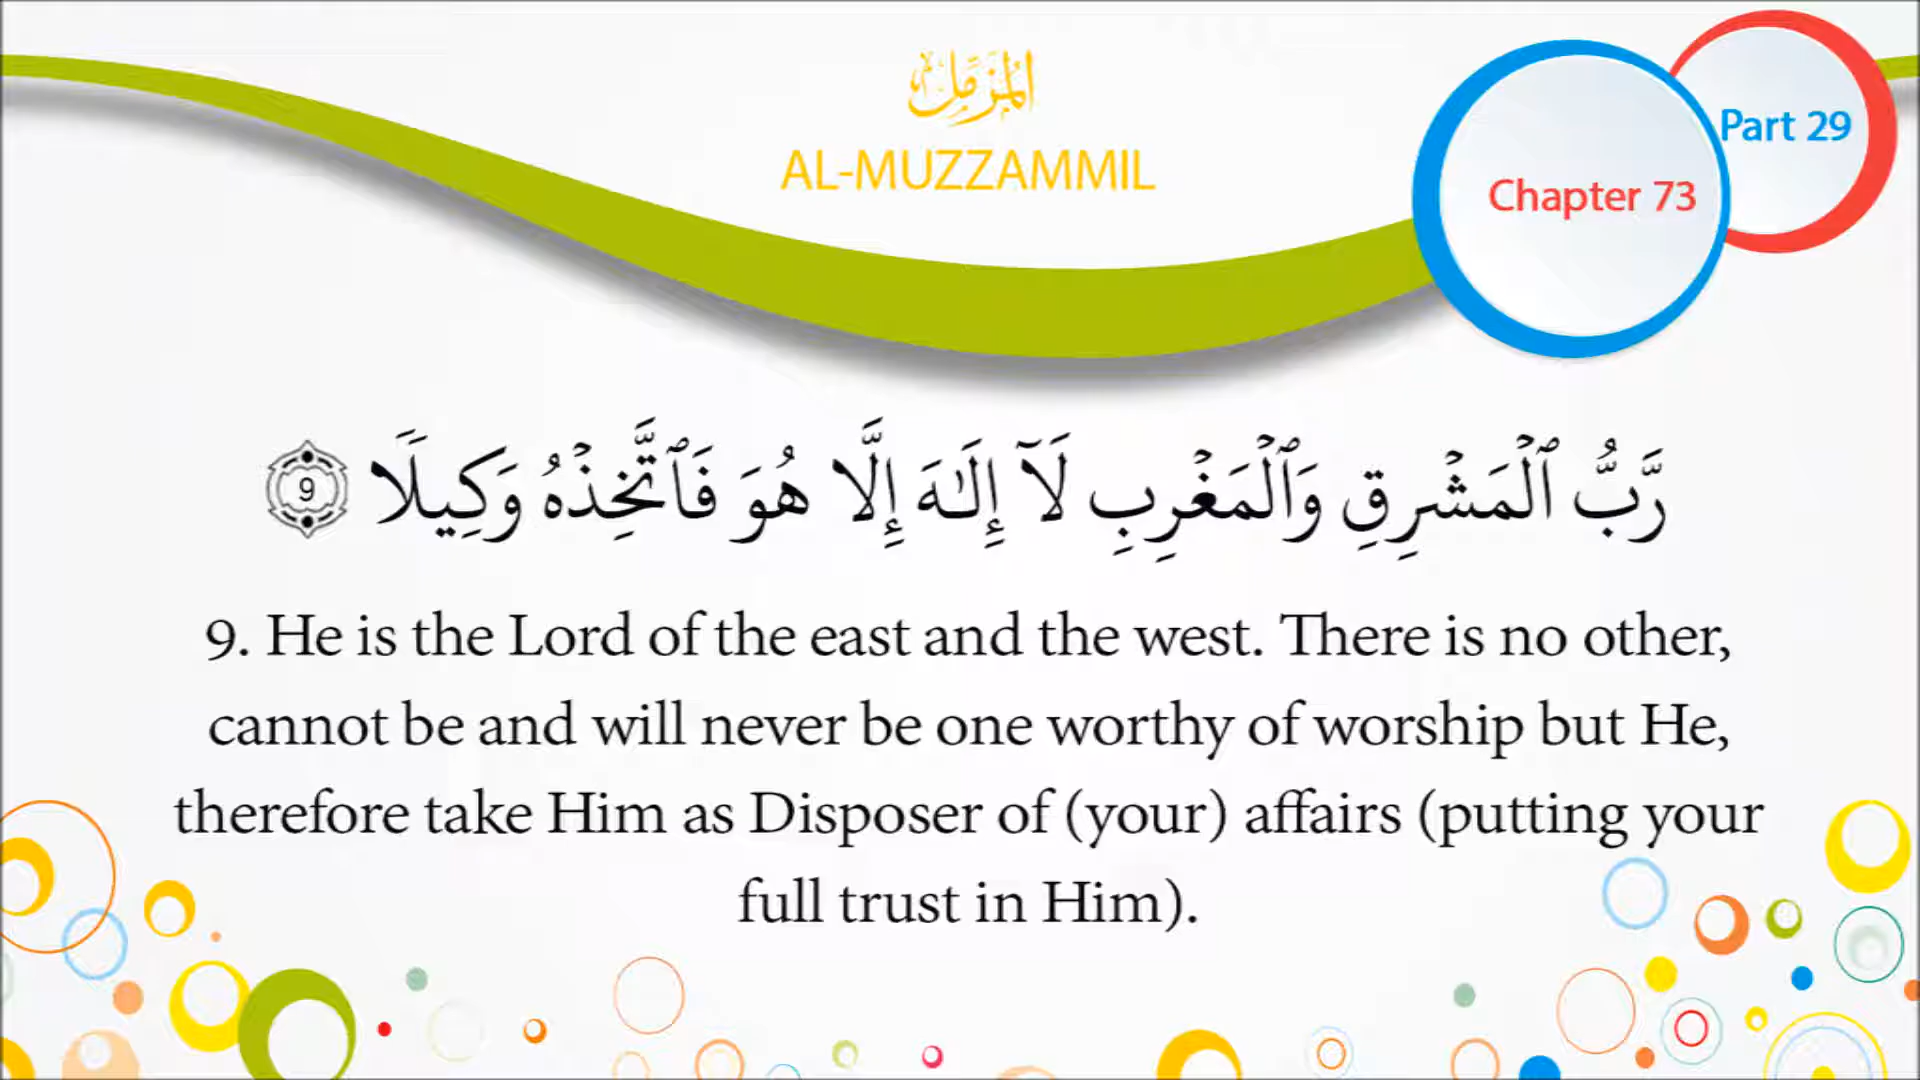 المزمل
AL-MUZZAMMIL
Part 29
Chapter 73
رَّبُّ ٱلْمَشْرِقِ وَٱلْمَغْرِبِ لَآ إِلَـٰهَ إِلَّا هُوَ فَٱتَّخِذْهُ وَكِيلًا 9
9. He is the Lord of the east and the west. There is no other,
cannot be and will never be one worthy of worship but He,
therefore take Him as Disposer of (your) affairs (putting your
full trust in Him).